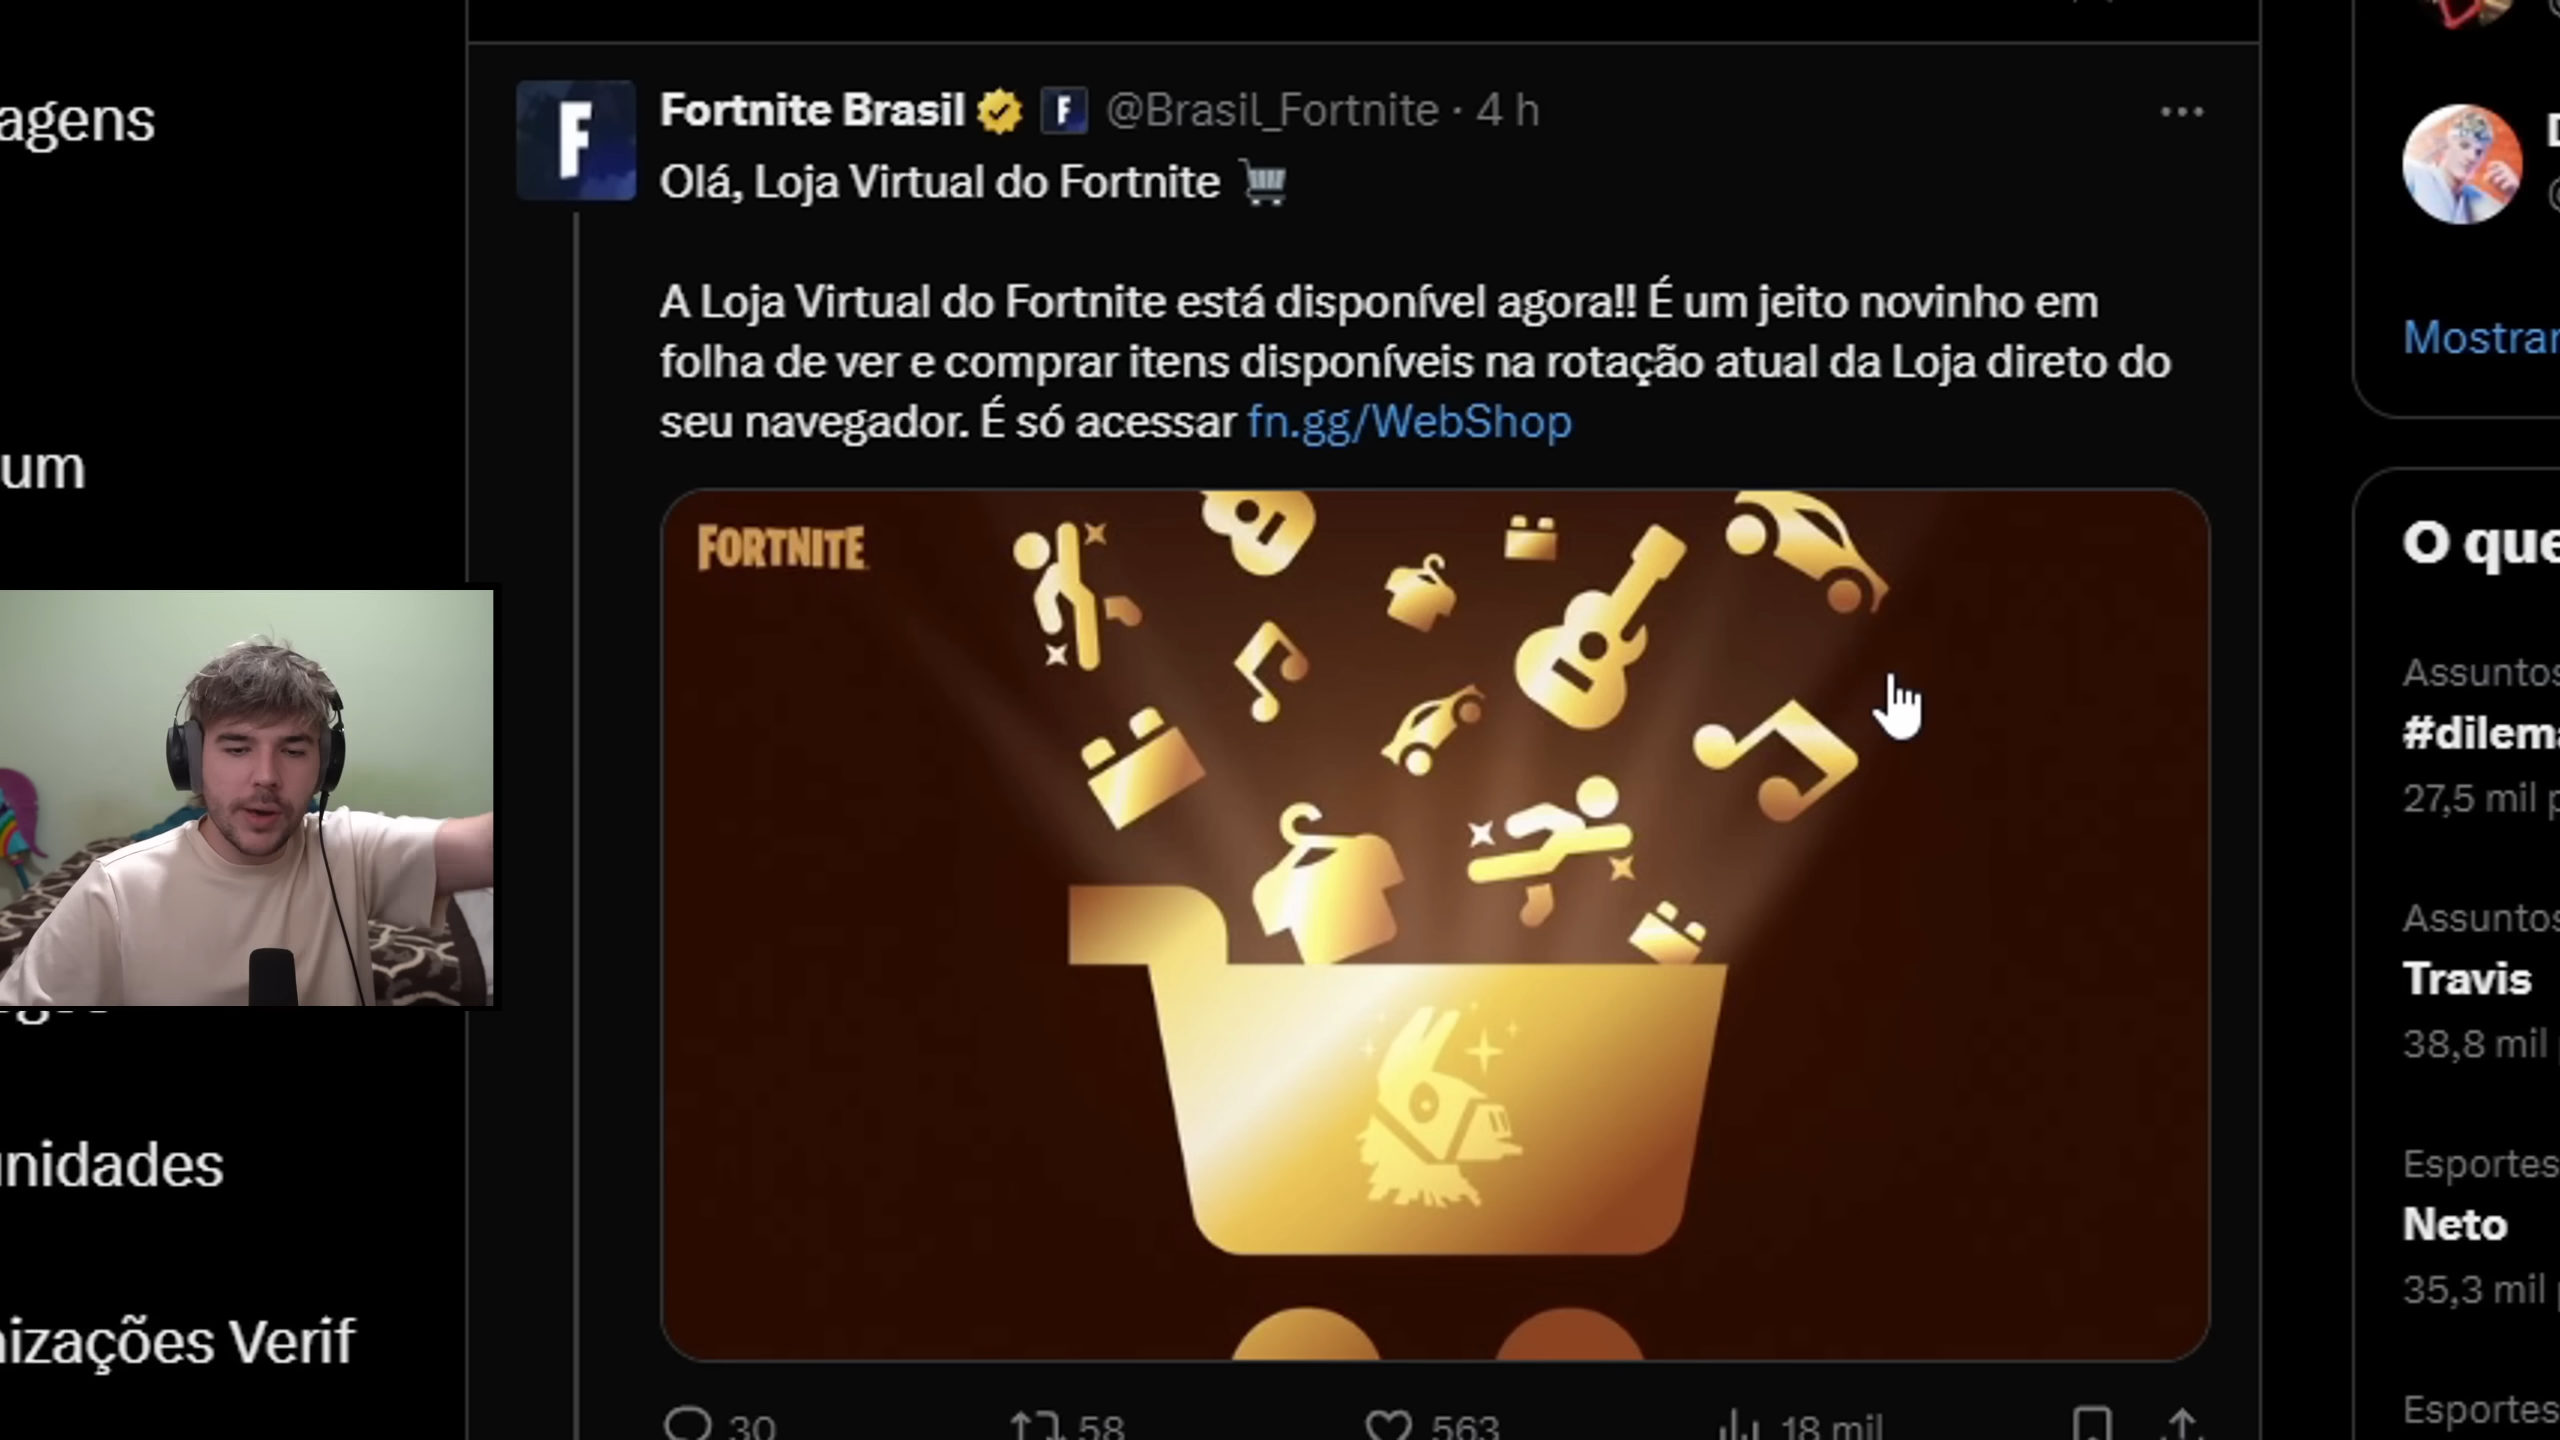 agens
um
unidades
nizações Verif
Fortnite Brasil @Brasil_Fortnite · 4 h
Olá, Loja Virtual do Fortnite
A Loja Virtual do Fortnite está disponível agora!! É um jeito novinho em
folha de ver e comprar itens disponíveis na rotação atual da Loja direto do
seu navegador. É só acessar fn.gg/WebShop
FORTNITE
30 58 563 18 mil
Mostrar
O que
Assuntos
#dilema
27,5 mil p
Assuntos
Travis
38,8 mil
Esportes
Neto
35,3 mil
Esportes